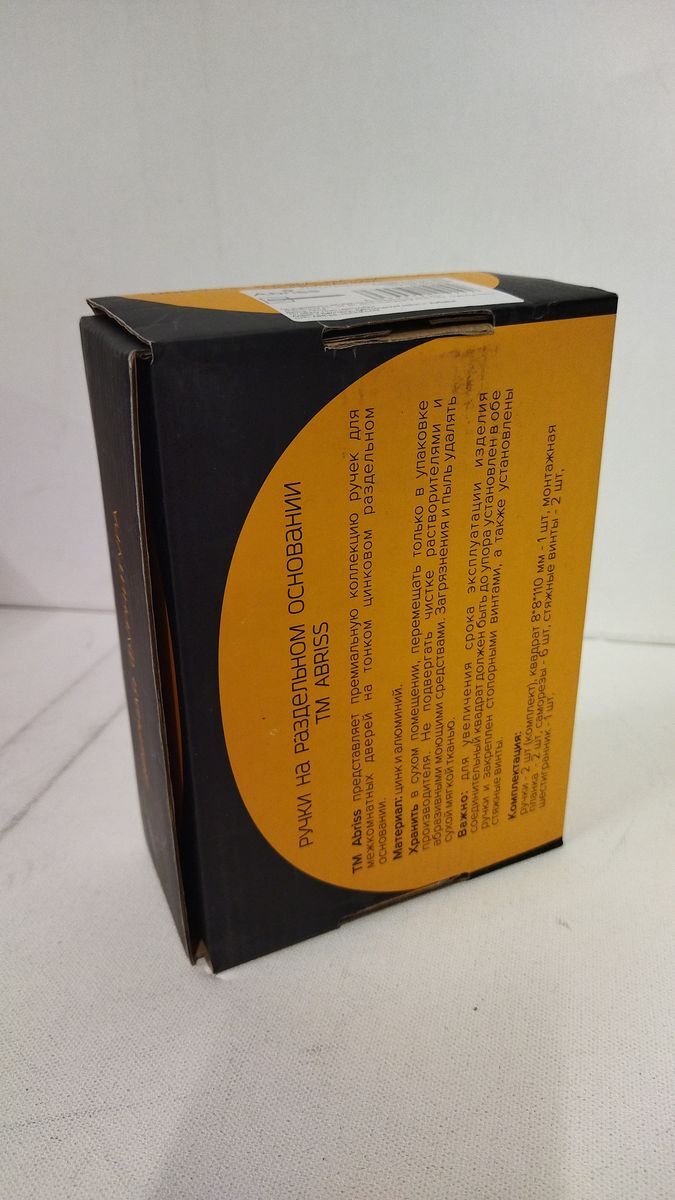 РУЧКИ НА РАЗДЕЛЬНОМ ОСНОВАНИИ
ТМ ABRISS
ТМ Abriss представляет премиальную коллекцию ручек для
межкомнатных дверей на тонком цинковом раздельном
основании.
Материал: цинк и алюминий.
Хранить в сухом помещении, перемещать только в упаковке
производителя. Не подвергать чистке растворителями и
абразивными моющими средствами. Загрязнения и пыль удалять
сухой мягкой тканью.
Важно: для увеличения срока эксплуатации изделия
соединительный квадрат должен быть до упора установлен в обе
ручки и закреплен стопорными винтами, а также установлены
стяжные винты.
Комплектация:
ручки - 2 шт (комплект), квадрат 8*8*110 мм - 1 шт, монтажная
планка - 2 шт, саморезы - 6 шт, стяжные винты - 2 шт,
шестигранник - 1 шт.